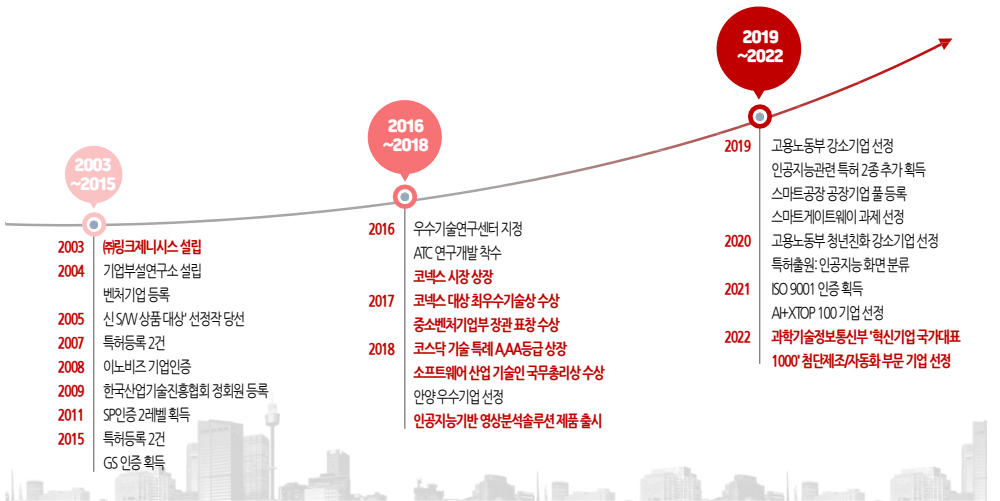 2003
~2015
2003 ㈜링크제니시스 설립
2004 기업부설연구소 설립
벤처기업 등록
2005 신 S/W 상품 대상' 선정작 당선
2007 특허등록 2건
2008 이노비즈 기업인증
2009 한국산업기술진흥협회 정회원 등록
2011 SP인증 2레벨 획득
2015 특허등록 2건
GS 인증 획득
2016
~2018
2016 우수기술연구센터 지정
ATC 연구개발 착수
코넥스 시장 상장
2017 코넥스 대상 최우수기술상 수상
중소벤처기업부 장관 표창 수상
2018 코스닥 기술 특례 A,AA등급 상장
소프트웨어 산업 기술인 국무총리상 수상
안양 우수기업 선정
인공지능기반 영상분석솔루션 제품 출시
2019
~2022
2019 고용노동부 강소기업 선정
인공지능관련 특허 2종 추가 획득
스마트공장 공장기업 풀 등록
스마트게이트웨이 과제 선정
2020 고용노동부 청년친화 강소기업 선정
특허출원: 인공지능 화면 분류
2021 ISO 9001 인증 획득
AI+X TOP 100 기업 선정
2022 과학기술정보통신부 '혁신기업 국가대표
1000' 첨단제조/자동화 부문 기업 선정